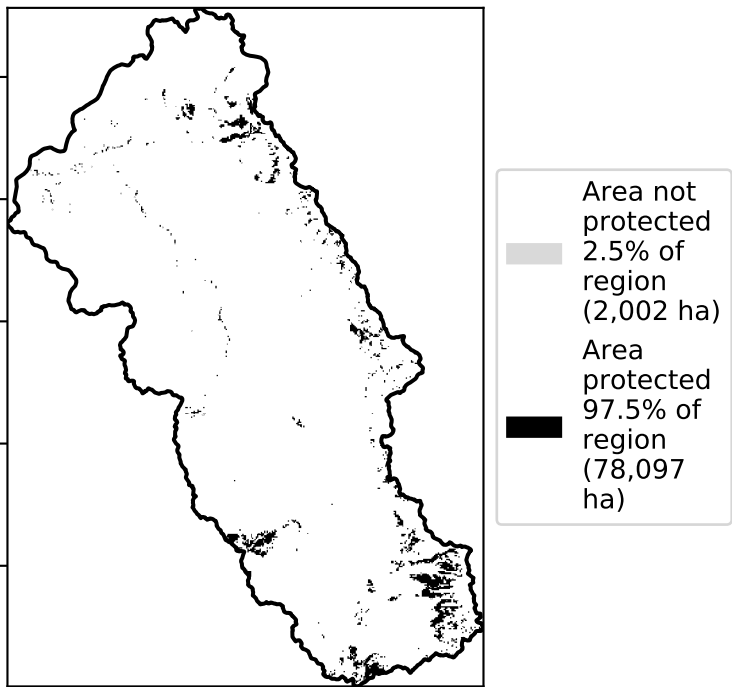 Area not
protected
2.5% of
region
(2,002 ha)
Area
protected
97.5% of
region
(78,097
ha)